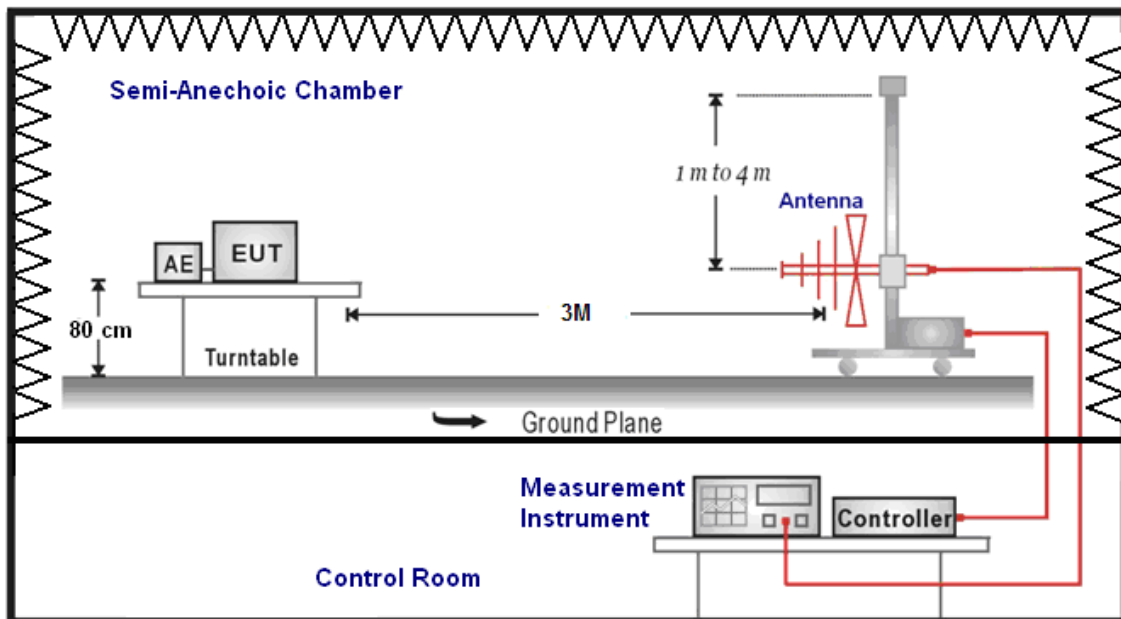 Semi-Anechoic Chamber
1 m to 4 m
Antenna
AE
EUT
80 cm
3M
Turntable
Ground Plane
Measurement
Instrument
Controller
Control Room